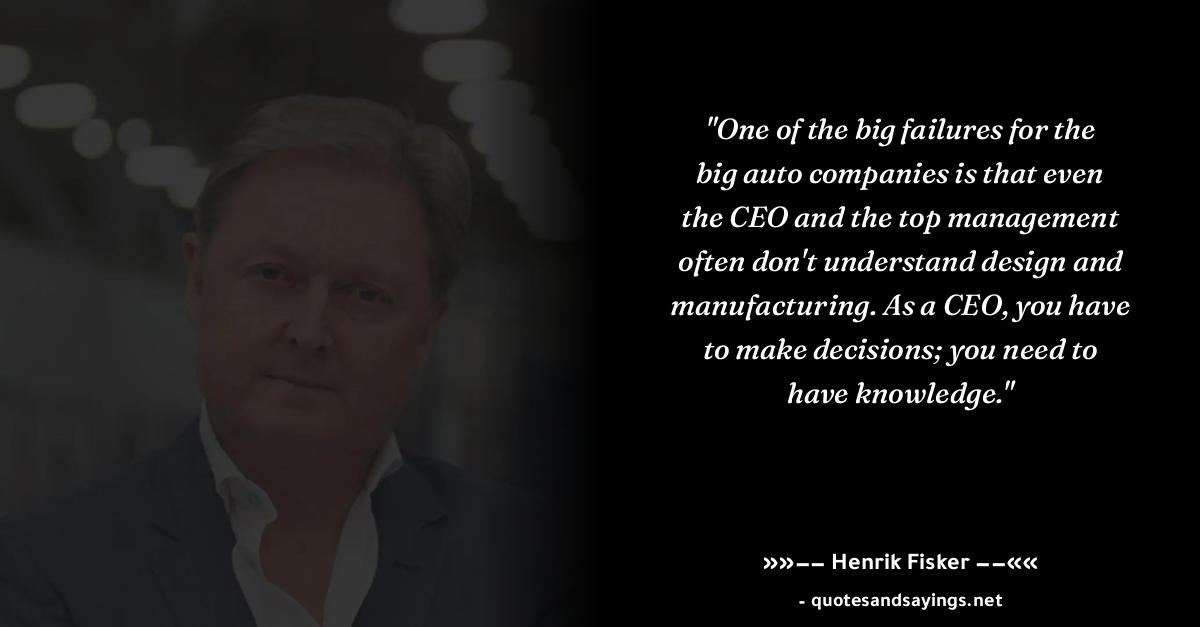 "One of the big failures for the
big auto companies is that even
the CEO and the top management
often don't understand design and
manufacturing. As a CEO, you have
to make decisions; you need to
have knowledge."
»»–– Henrik Fisker ––««
- quotesandsayings.net